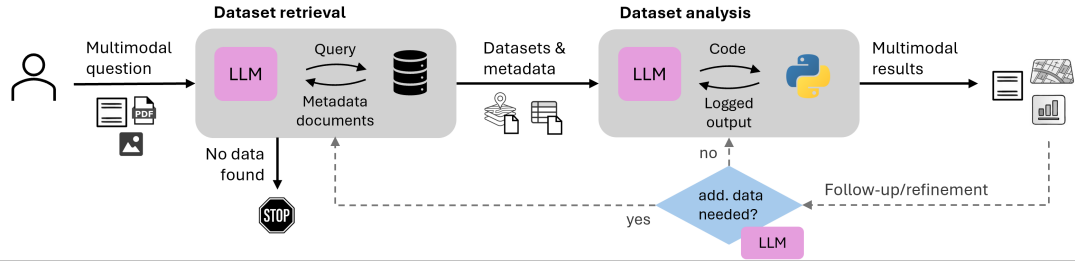 Dataset retrieval
Dataset analysis
Multimodal
question
PDF
LLM
Query
Metadata
documents
Datasets &
metadata
LLM
Code
Logged
output
Multimodal
results
No data
found
STOP
no
yes
add. data
needed?
LLM
Follow-up/refinement